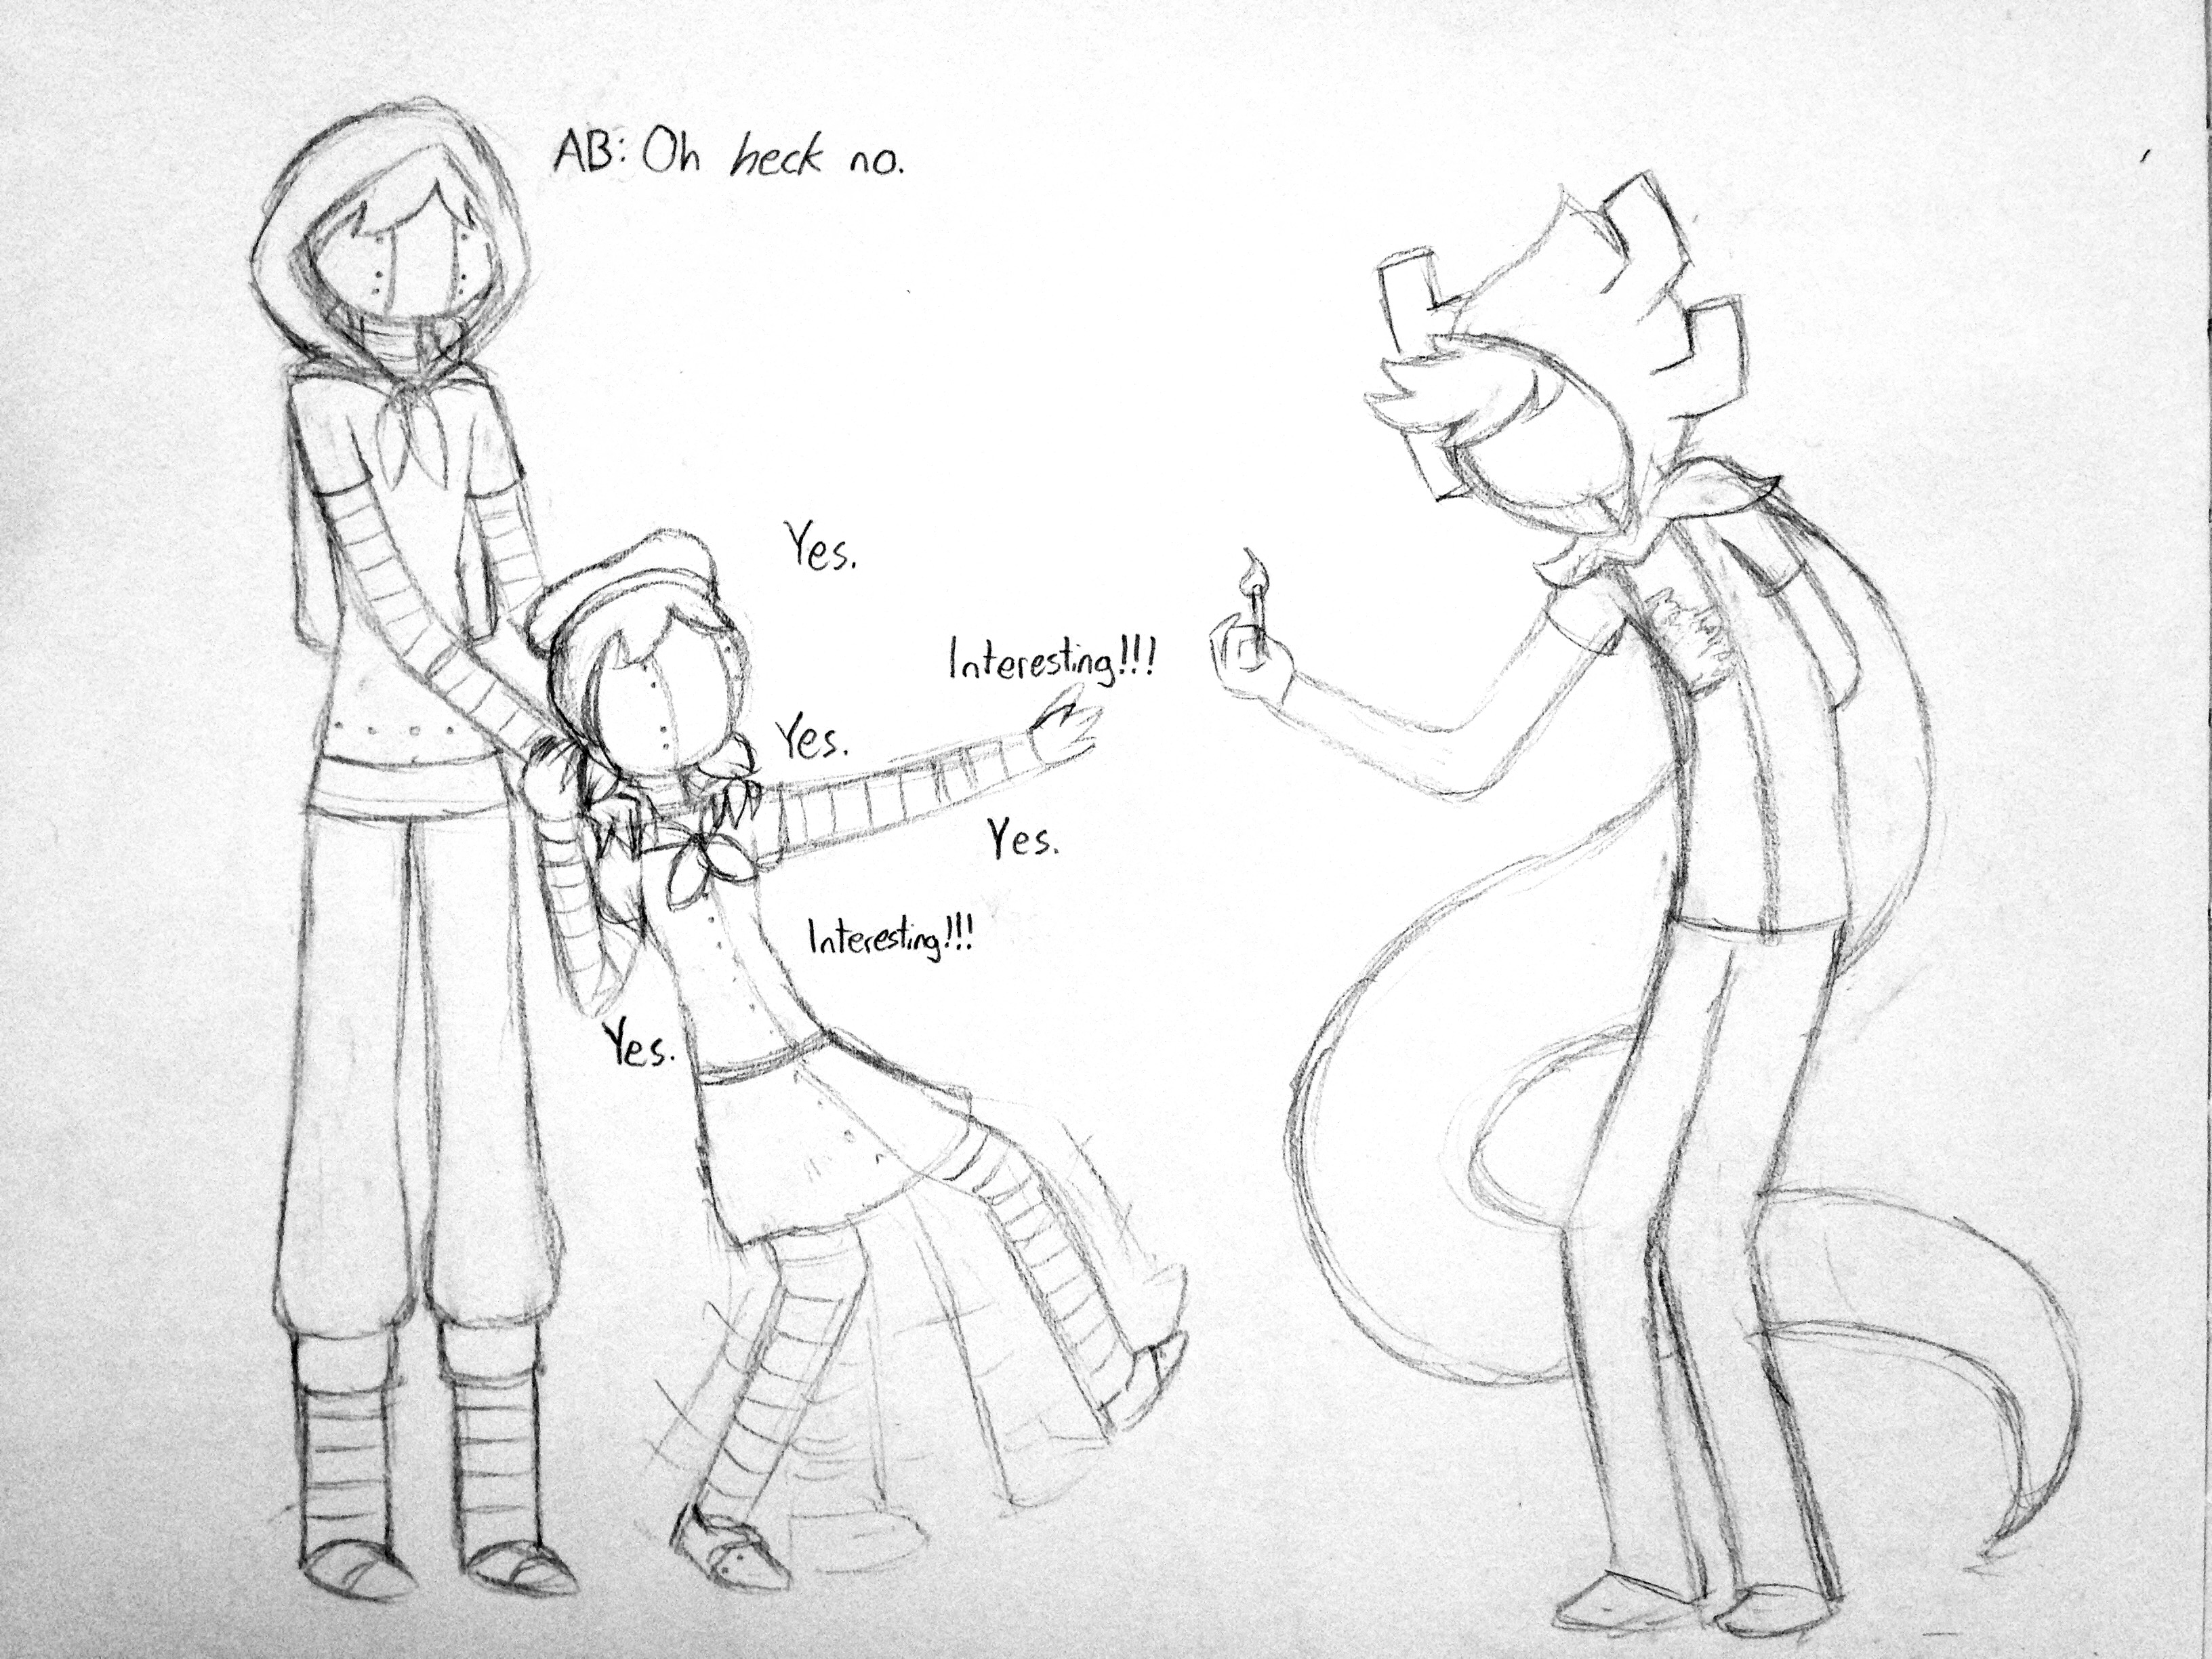 AB: Oh heck no.
Yes.
Interesting!!!
Yes.
Yes.
Interesting!!!
Yes.